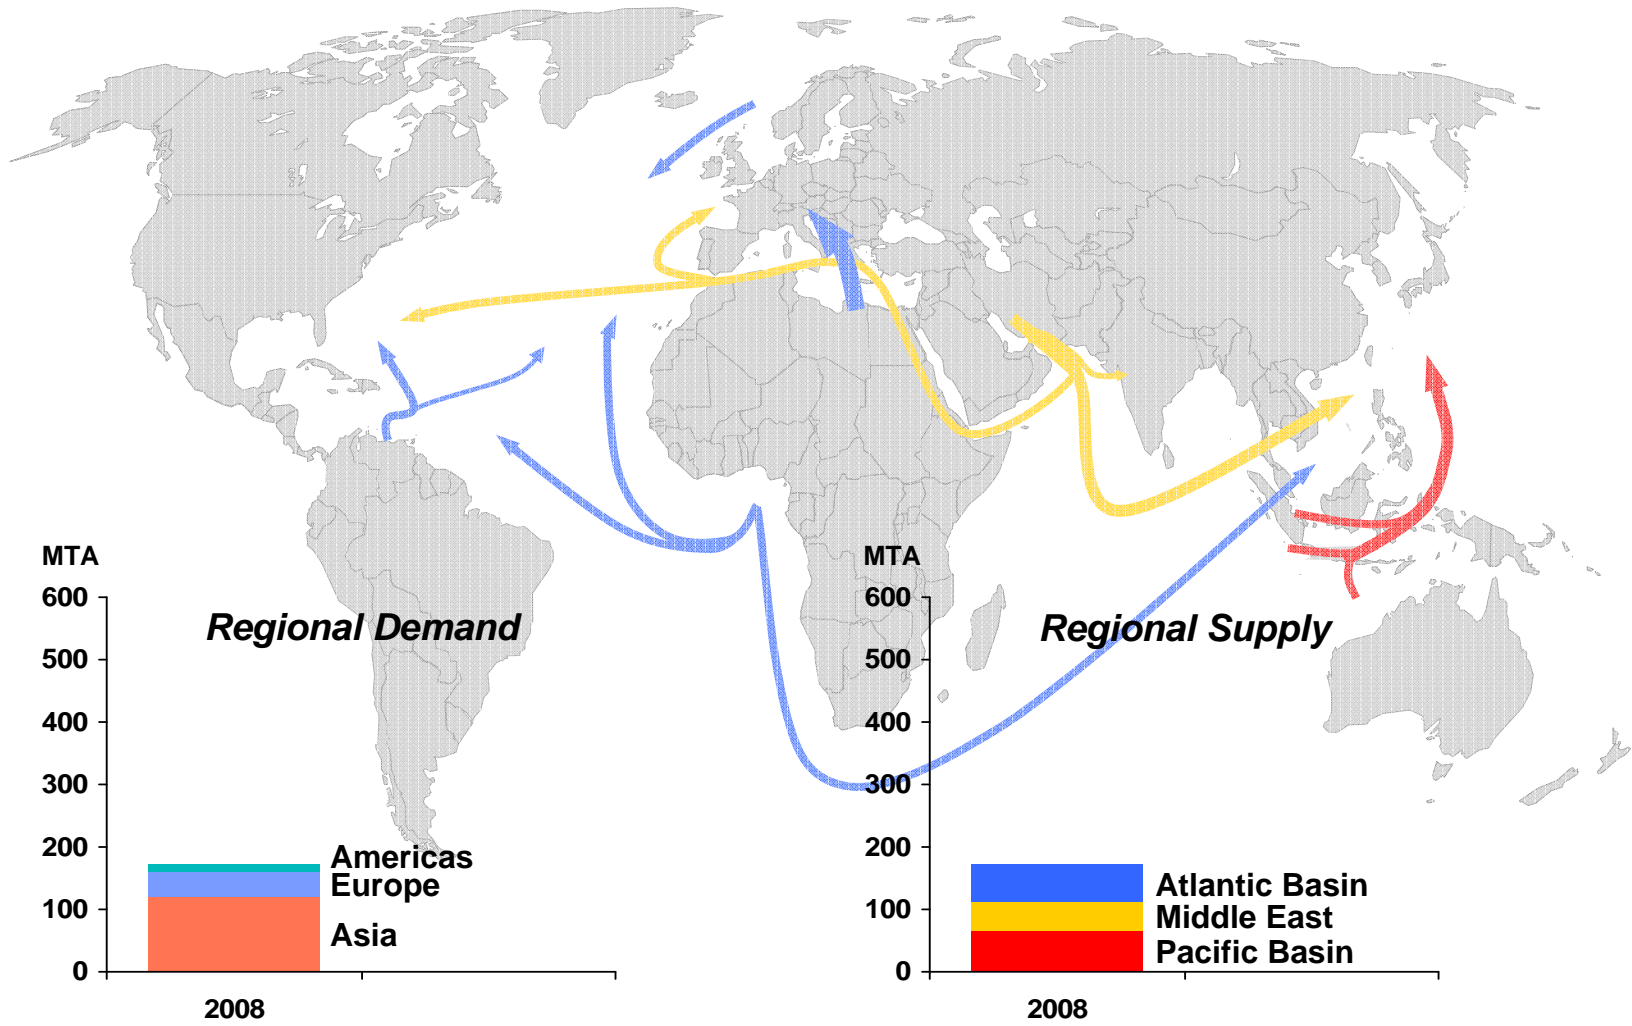 MTA
600
500
400
300
200
100
0
Regional Demand
Americas
Europe
Asia
2008
MTA
600
500
400
300
200
100
0
Regional Supply
Atlantic Basin
Middle East
Pacific Basin
2008